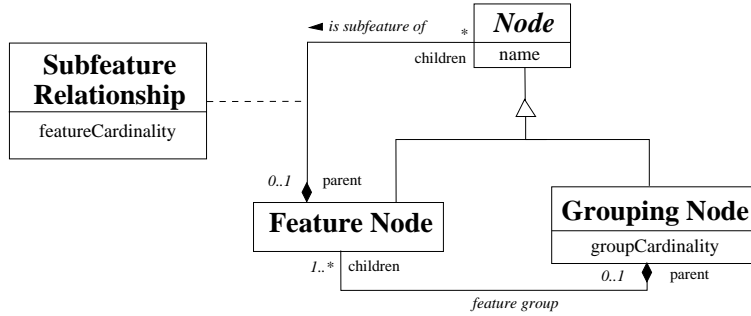 ◄ is subfeature of
*
Node
children
name
Subfeature
Relationship
featureCardinality
0..1
parent
Feature Node
Grouping Node
groupCardinality
1..*
children
0..1
parent
feature group